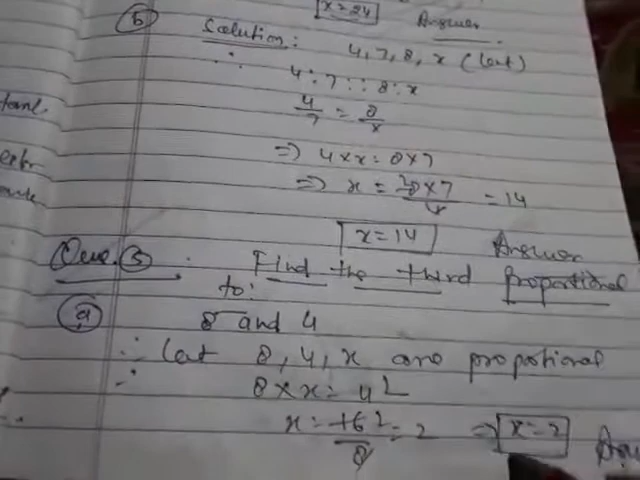 x=24 Answer
(b) Solution: 4, 7, 8, x (let)
∴ 4:7::8:x
4/7 = 8/x
⇒ 4×x = 8×7
⇒ x = 8×7/4 = 14
x=14 Answer
Que. 5 Find the third proportional
to:
(a) 8 and 4
∴ let 8, 4, x are propotional
∴ 8×x = 4²
x = 16/8 = 2 ⇒ x=2